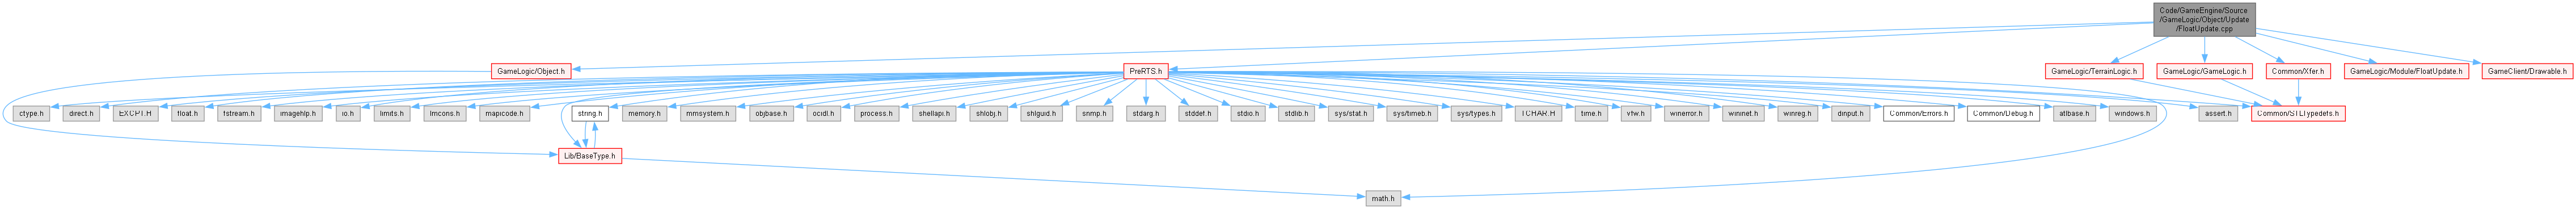 Code/GameEngine/Source
/GameLogic/Object/Update
/FloatUpdate.cpp
GameLogic/Object.h
PreRTS.h
GameLogic/TerrainLogic.h
GameLogic/GameLogic.h
Common/Xfer.h
GameLogic/Module/FloatUpdate.h
GameClient/Drawable.h
ctype.h
direct.h
EXCPT.H
float.h
fstream.h
imagehlp.h
io.h
limits.h
lmcons.h
mapicode.h
string.h
memory.h
mmsystem.h
objbase.h
ocidl.h
process.h
shellapi.h
shlobj.h
shlguid.h
snmp.h
stdarg.h
stddef.h
stdio.h
stdlib.h
sys/stat.h
sys/timeb.h
sys/types.h
TCHAR.H
time.h
vfw.h
winerror.h
wininet.h
winreg.h
dinput.h
Common/Errors.h
Common/Debug.h
atlbase.h
windows.h
assert.h
Common/STLTypedefs.h
Lib/BaseType.h
math.h